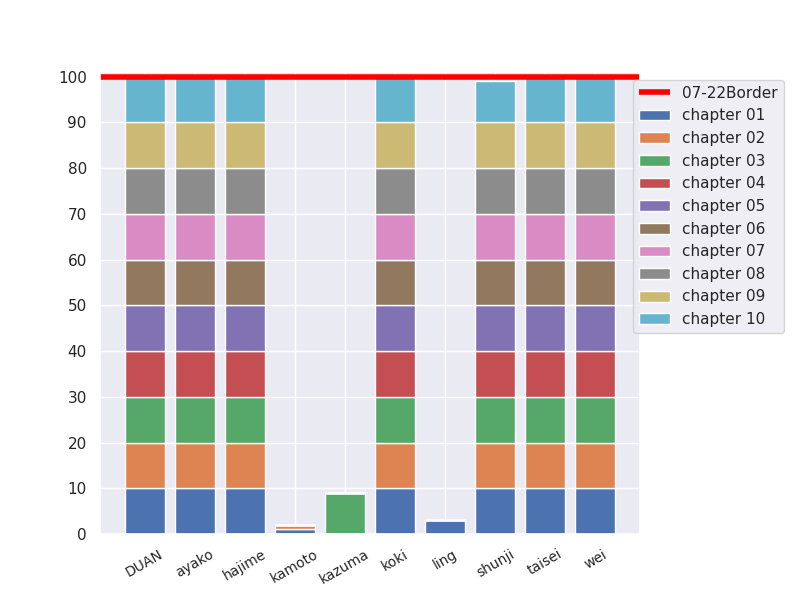 100
90
80
70
60
50
40
30
20
10
0
DUAN
ayako
hajime
kamoto
kazuma
koki
ling
shunji
taisei
wei
07-22Border
chapter 01
chapter 02
chapter 03
chapter 04
chapter 05
chapter 06
chapter 07
chapter 08
chapter 09
chapter 10